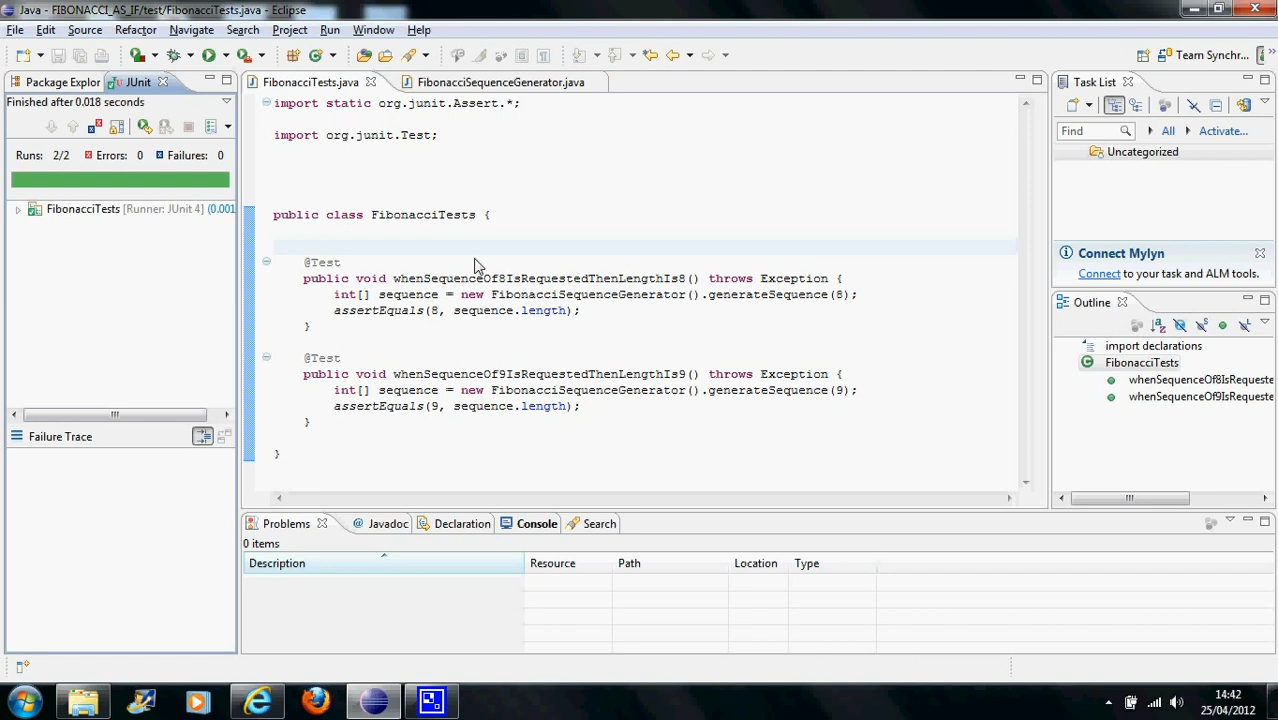 Java - FIBONACCI_AS_IF/test/FibonacciTests.java - Eclipse
File Edit Source Refactor Navigate Search Project Run Window Help
Team Synchr...
Package Explor JUnit
Finished after 0.018 seconds
Runs: 2/2 Errors: 0 Failures: 0
FibonacciTests [Runner: JUnit 4] (0.001
Failure Trace
FibonacciTests.java FibonacciSequenceGenerator.java
import static org.junit.Assert.*;
import org.junit.Test;
public class FibonacciTests {
@Test
public void whenSequenceOf8IsRequestedThenLengthIs8() throws Exception {
int[] sequence = new FibonacciSequenceGenerator().generateSequence(8);
assertEquals(8, sequence.length);
}
@Test
public void whenSequenceOf9IsRequestedThenLengthIs9() throws Exception {
int[] sequence = new FibonacciSequenceGenerator().generateSequence(9);
assertEquals(9, sequence.length);
}
}
Task List
Find All Activate...
Uncategorized
Connect Mylyn
Connect to your task and ALM tools.
Outline
import declarations
FibonacciTests
whenSequenceOf8IsRequeste
whenSequenceOf9IsRequeste
Problems @ Javadoc Declaration Console Search
0 items
Description Resource Path Location Type
14:42
25/04/2012